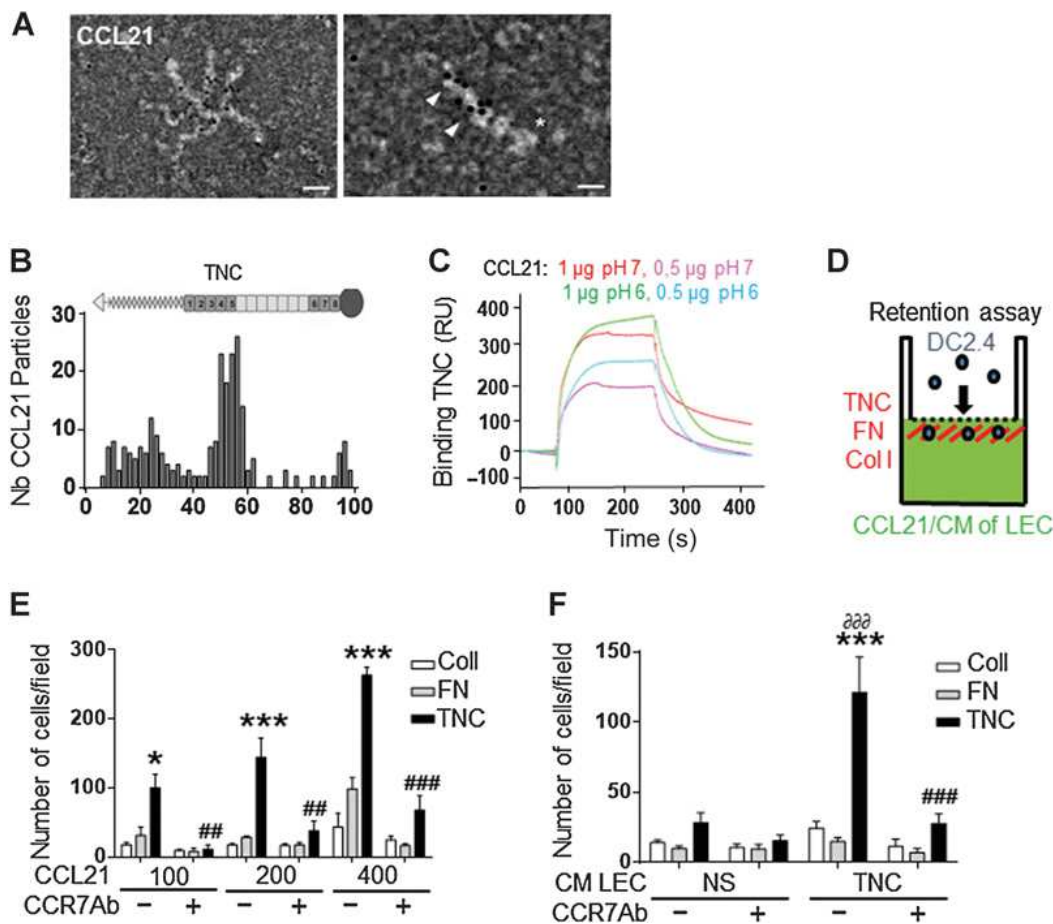 A
CCL21
*
B
TNC
1 2 3 4 5 6 7 8
Nb CCL21 Particles
30
20
10
0
0 20 40 60 80 100
C
CCL21: 1 µg pH 7, 0,5 µg pH 7
1 µg pH 6, 0.5 µg pH 6
Binding TNC (RU)
400
300
200
100
0
−100
100 200 300 400
Time (s)
D
Retention assay
DC2.4
TNC
FN
Col I
CCL21/CM of LEC
E
Number of cells/field
300
200
100
0
* *** ***
## ## ###
Coll
FN
TNC
CCL21 100 200 400
CCR7Ab − + − + − +
F
Number of cells/field
150
100
50
0
∂∂∂
***
###
Coll
FN
TNC
CM LEC NS TNC
CCR7Ab − + − +